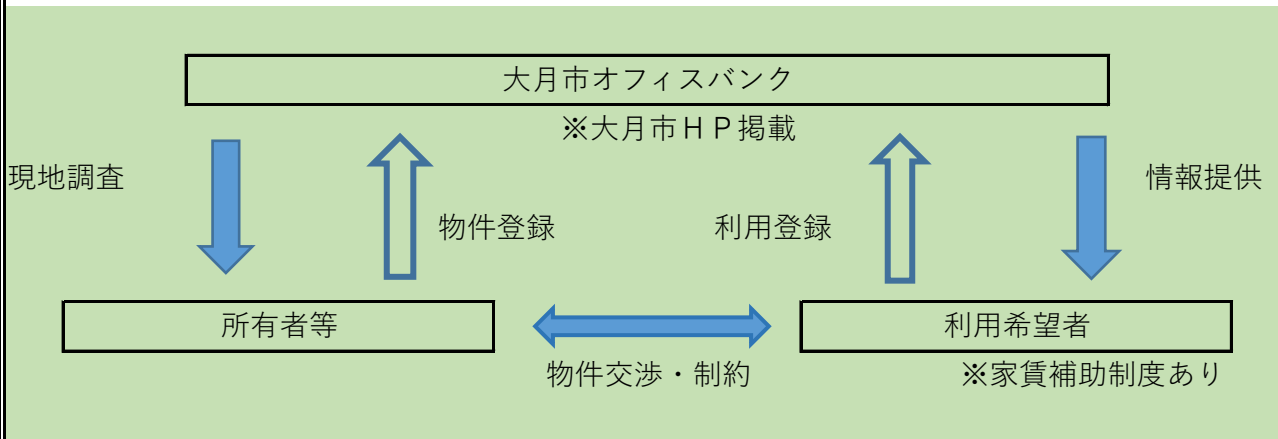 大月市オフィスバンク
※大月市ＨＰ掲載
現地調査
情報提供
物件登録
利用登録
所有者等
利用希望者
物件交渉・制約
※家賃補助制度あり